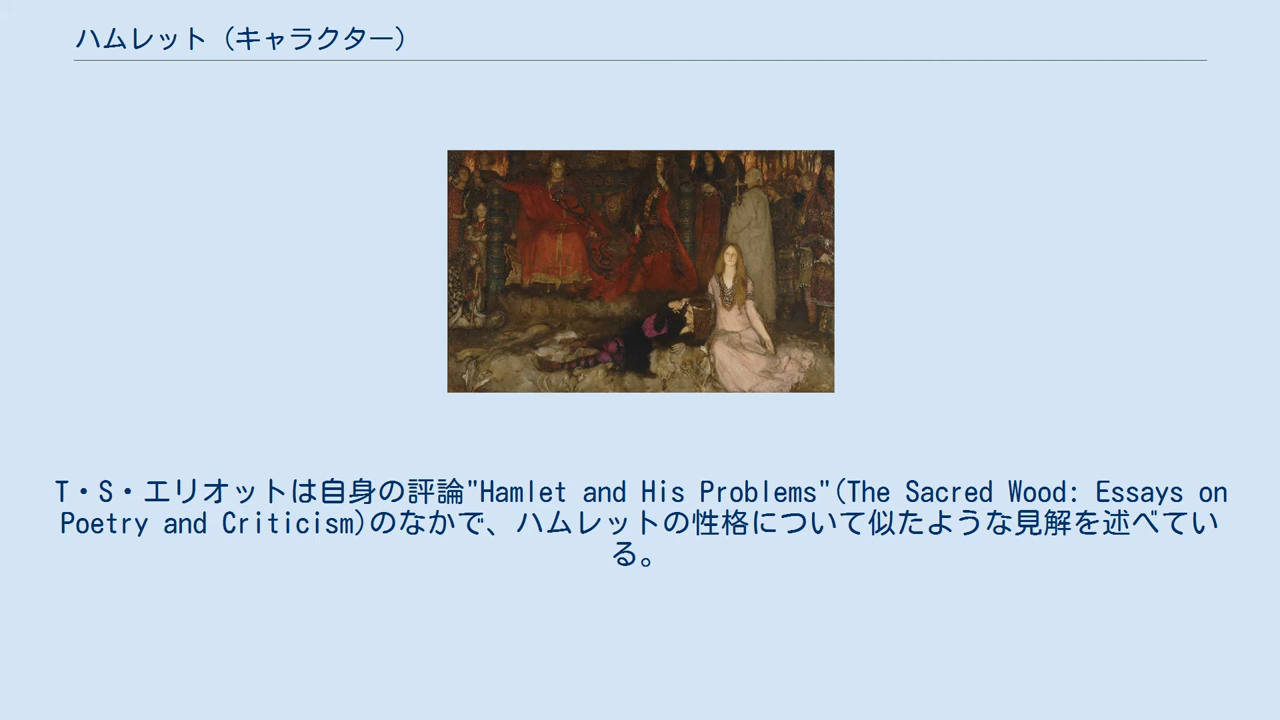 ハムレット（キャラクター）
T・S・エリオットは自身の評論"Hamlet and His Problems"(The Sacred Wood: Essays on
Poetry and Criticism)のなかで、ハムレットの性格について似たような見解を述べてい
る。